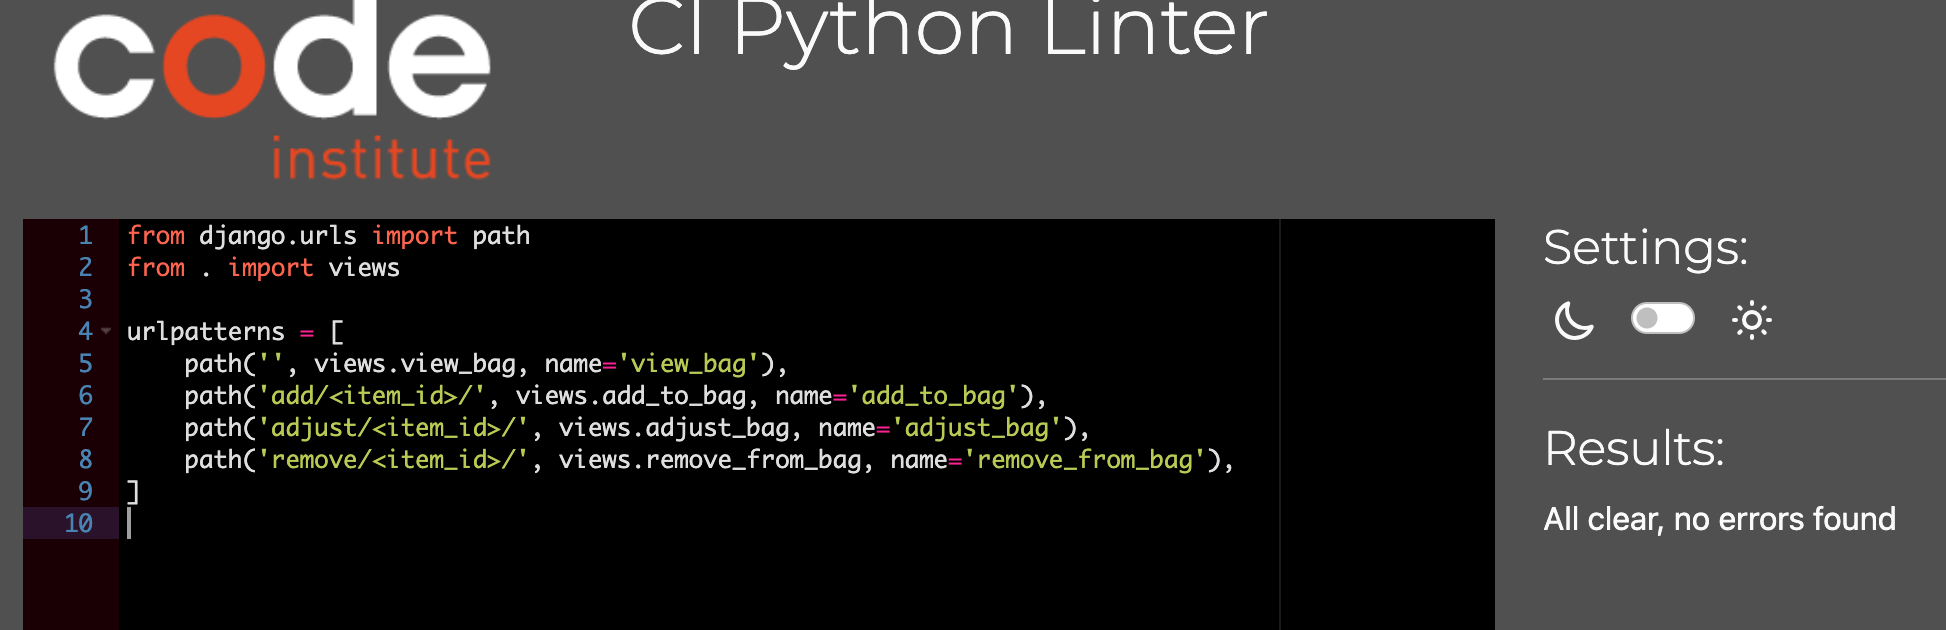 code
institute
CI Python Linter
1 from django.urls import path
2 from . import views
3
4 urlpatterns = [
5     path('', views.view_bag, name='view_bag'),
6     path('add/<item_id>/', views.add_to_bag, name='add_to_bag'),
7     path('adjust/<item_id>/', views.adjust_bag, name='adjust_bag'),
8     path('remove/<item_id>/', views.remove_from_bag, name='remove_from_bag'),
9 ]
10
Settings:
Results:
All clear, no errors found